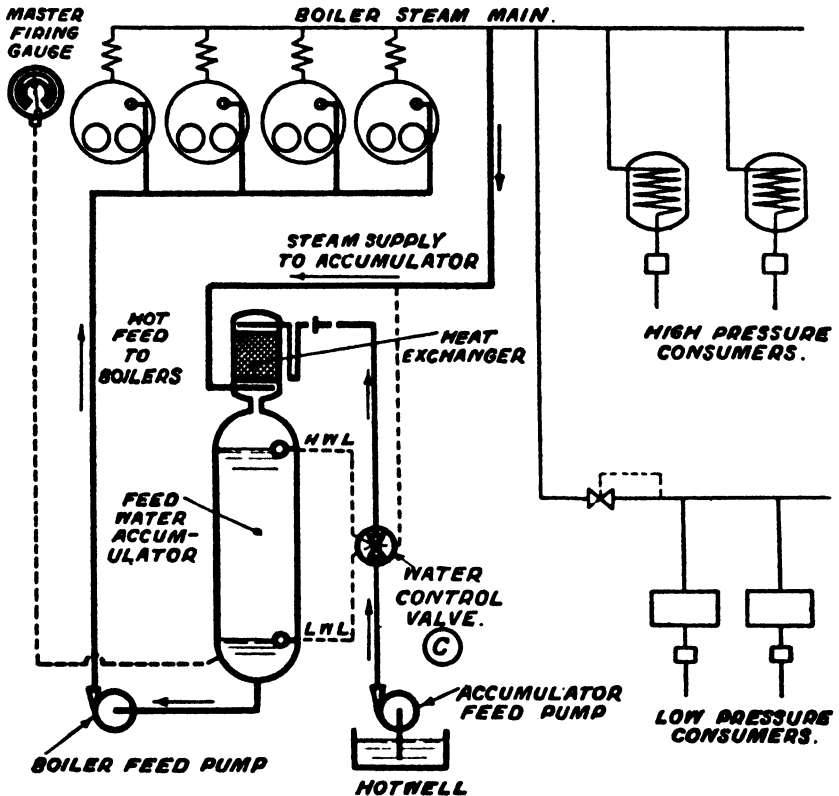 MASTER
FIRING
GAUGE
BOILER STEAM MAIN.
STEAM SUPPLY
TO ACCUMULATOR
HOT
FEED
TO
BOILERS
HEAT
EXCHANGER
HIGH PRESSURE
CONSUMERS.
HWL
FEED
WATER
ACCUM-
ULATOR
LWL
WATER
CONTROL
VALVE.
C
ACCUMULATOR
FEED PUMP
LOW PRESSURE
CONSUMERS.
BOILER FEED PUMP
HOTWELL